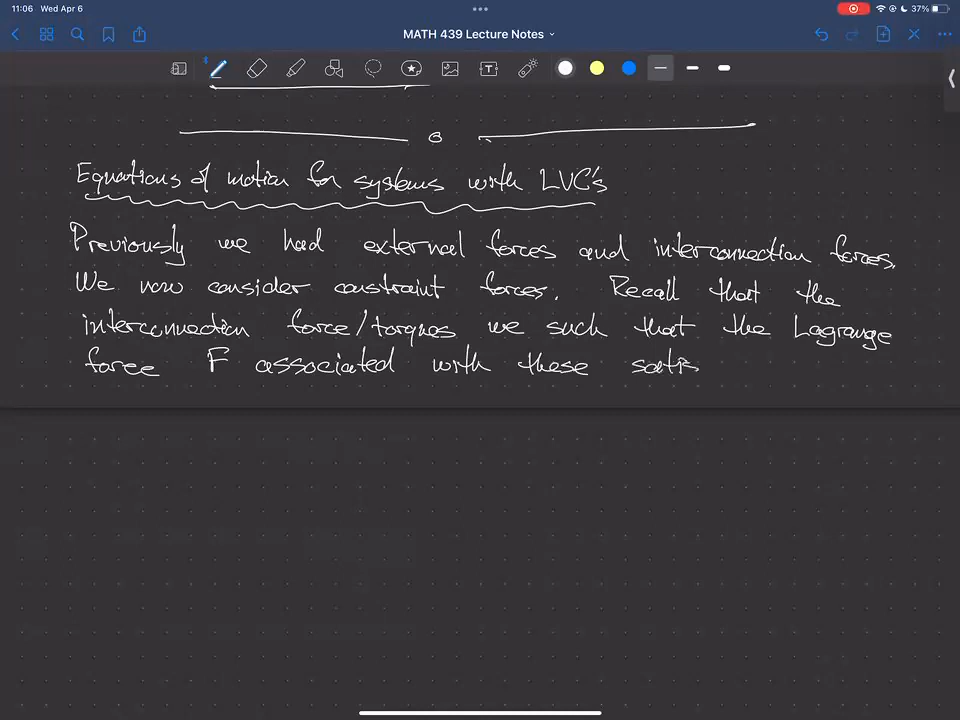 11:06 Wed Apr 6
37%
MATH 439 Lecture Notes
Equations of motion for systems with LVC's
Previously we had external forces and interconnection forces.
We now consider constraint forces. Recall that the
interconnection force/torques we such that the Lagrange
force F associated with these satis